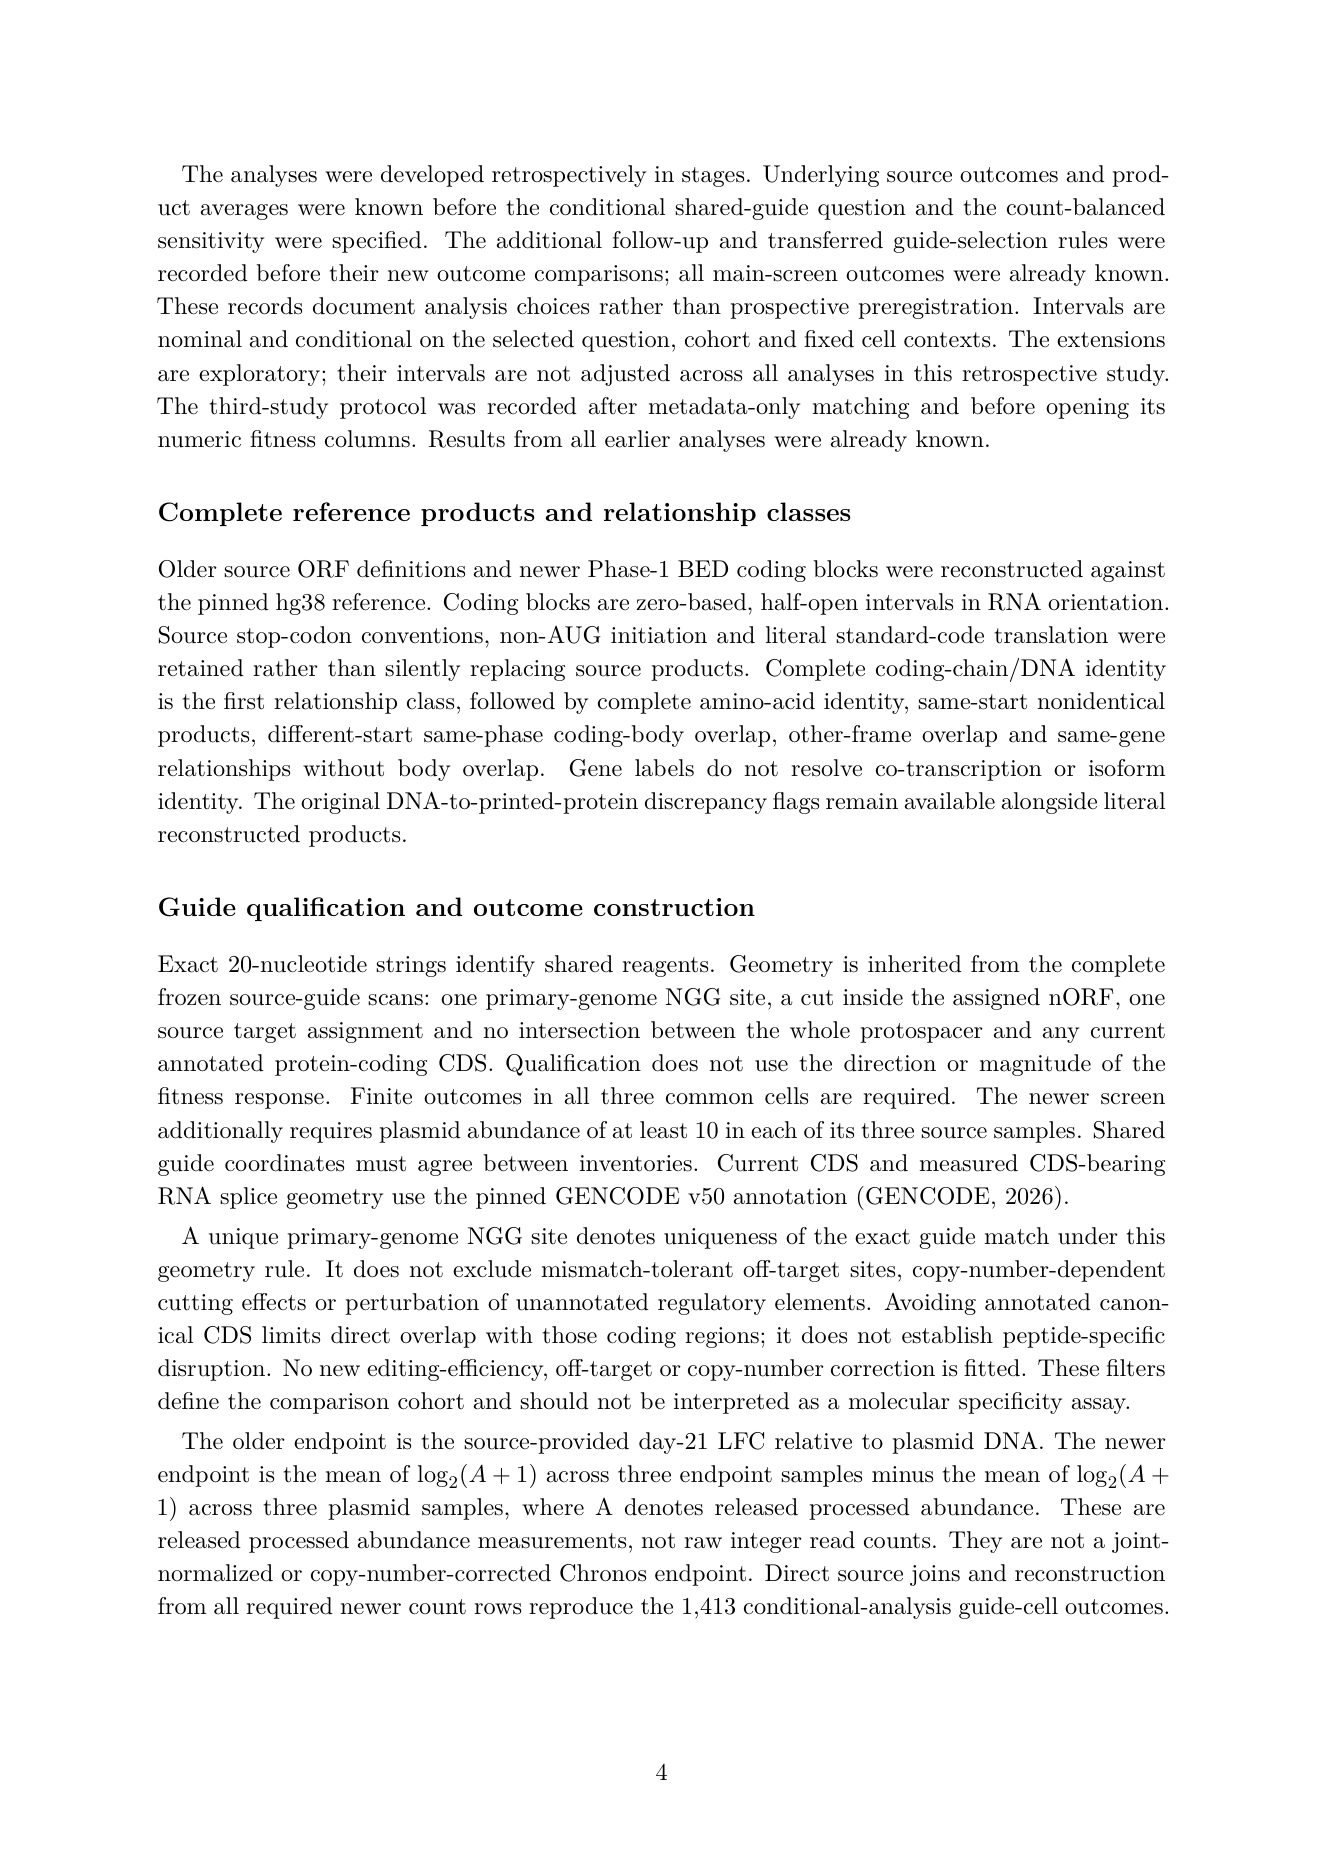 The analyses were developed retrospectively in stages. Underlying source outcomes and prod-
uct averages were known before the conditional shared-guide question and the count-balanced
sensitivity were specified. The additional follow-up and transferred guide-selection rules were
recorded before their new outcome comparisons; all main-screen outcomes were already known.
These records document analysis choices rather than prospective preregistration. Intervals are
nominal and conditional on the selected question, cohort and fixed cell contexts. The extensions
are exploratory; their intervals are not adjusted across all analyses in this retrospective study.
The third-study protocol was recorded after metadata-only matching and before opening its
numeric fitness columns. Results from all earlier analyses were already known.
Complete reference products and relationship classes
Older source ORF definitions and newer Phase-1 BED coding blocks were reconstructed against
the pinned hg38 reference. Coding blocks are zero-based, half-open intervals in RNA orientation.
Source stop-codon conventions, non-AUG initiation and literal standard-code translation were
retained rather than silently replacing source products. Complete coding-chain/DNA identity
is the first relationship class, followed by complete amino-acid identity, same-start nonidentical
products, different-start same-phase coding-body overlap, other-frame overlap and same-gene
relationships without body overlap. Gene labels do not resolve co-transcription or isoform
identity. The original DNA-to-printed-protein discrepancy flags remain available alongside literal
reconstructed products.
Guide qualification and outcome construction
Exact 20-nucleotide strings identify shared reagents. Geometry is inherited from the complete
frozen source-guide scans: one primary-genome NGG site, a cut inside the assigned nORF, one
source target assignment and no intersection between the whole protospacer and any current
annotated protein-coding CDS. Qualification does not use the direction or magnitude of the
fitness response. Finite outcomes in all three common cells are required. The newer screen
additionally requires plasmid abundance of at least 10 in each of its three source samples. Shared
guide coordinates must agree between inventories. Current CDS and measured CDS-bearing
RNA splice geometry use the pinned GENCODE v50 annotation (GENCODE, 2026).
A unique primary-genome NGG site denotes uniqueness of the exact guide match under this
geometry rule. It does not exclude mismatch-tolerant off-target sites, copy-number-dependent
cutting effects or perturbation of unannotated regulatory elements. Avoiding annotated canon-
ical CDS limits direct overlap with those coding regions; it does not establish peptide-specific
disruption. No new editing-efficiency, off-target or copy-number correction is fitted. These filters
define the comparison cohort and should not be interpreted as a molecular specificity assay.
The older endpoint is the source-provided day-21 LFC relative to plasmid DNA. The newer
endpoint is the mean of log₂(A + 1) across three endpoint samples minus the mean of log₂(A +
1) across three plasmid samples, where A denotes released processed abundance. These are
released processed abundance measurements, not raw integer read counts. They are not a joint-
normalized or copy-number-corrected Chronos endpoint. Direct source joins and reconstruction
from all required newer count rows reproduce the 1,413 conditional-analysis guide-cell outcomes.
4